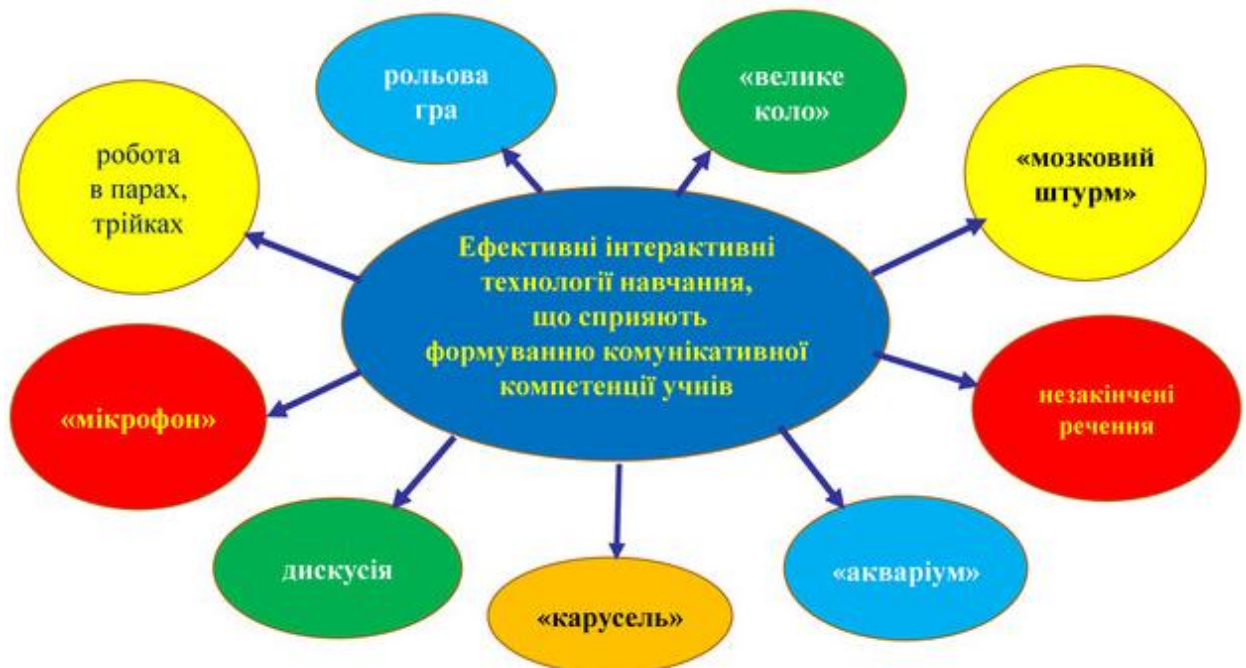 рольова
гра
«велике
коло»
робота
в парах,
трійках
«мозковий
штурм»
Ефективні інтерактивні
технології навчання,
що сприяють
формуванню комунікативної
компетенції учнів
«мікрофон»
незакінчені
речення
дискусія
«карусель»
«акваріум»